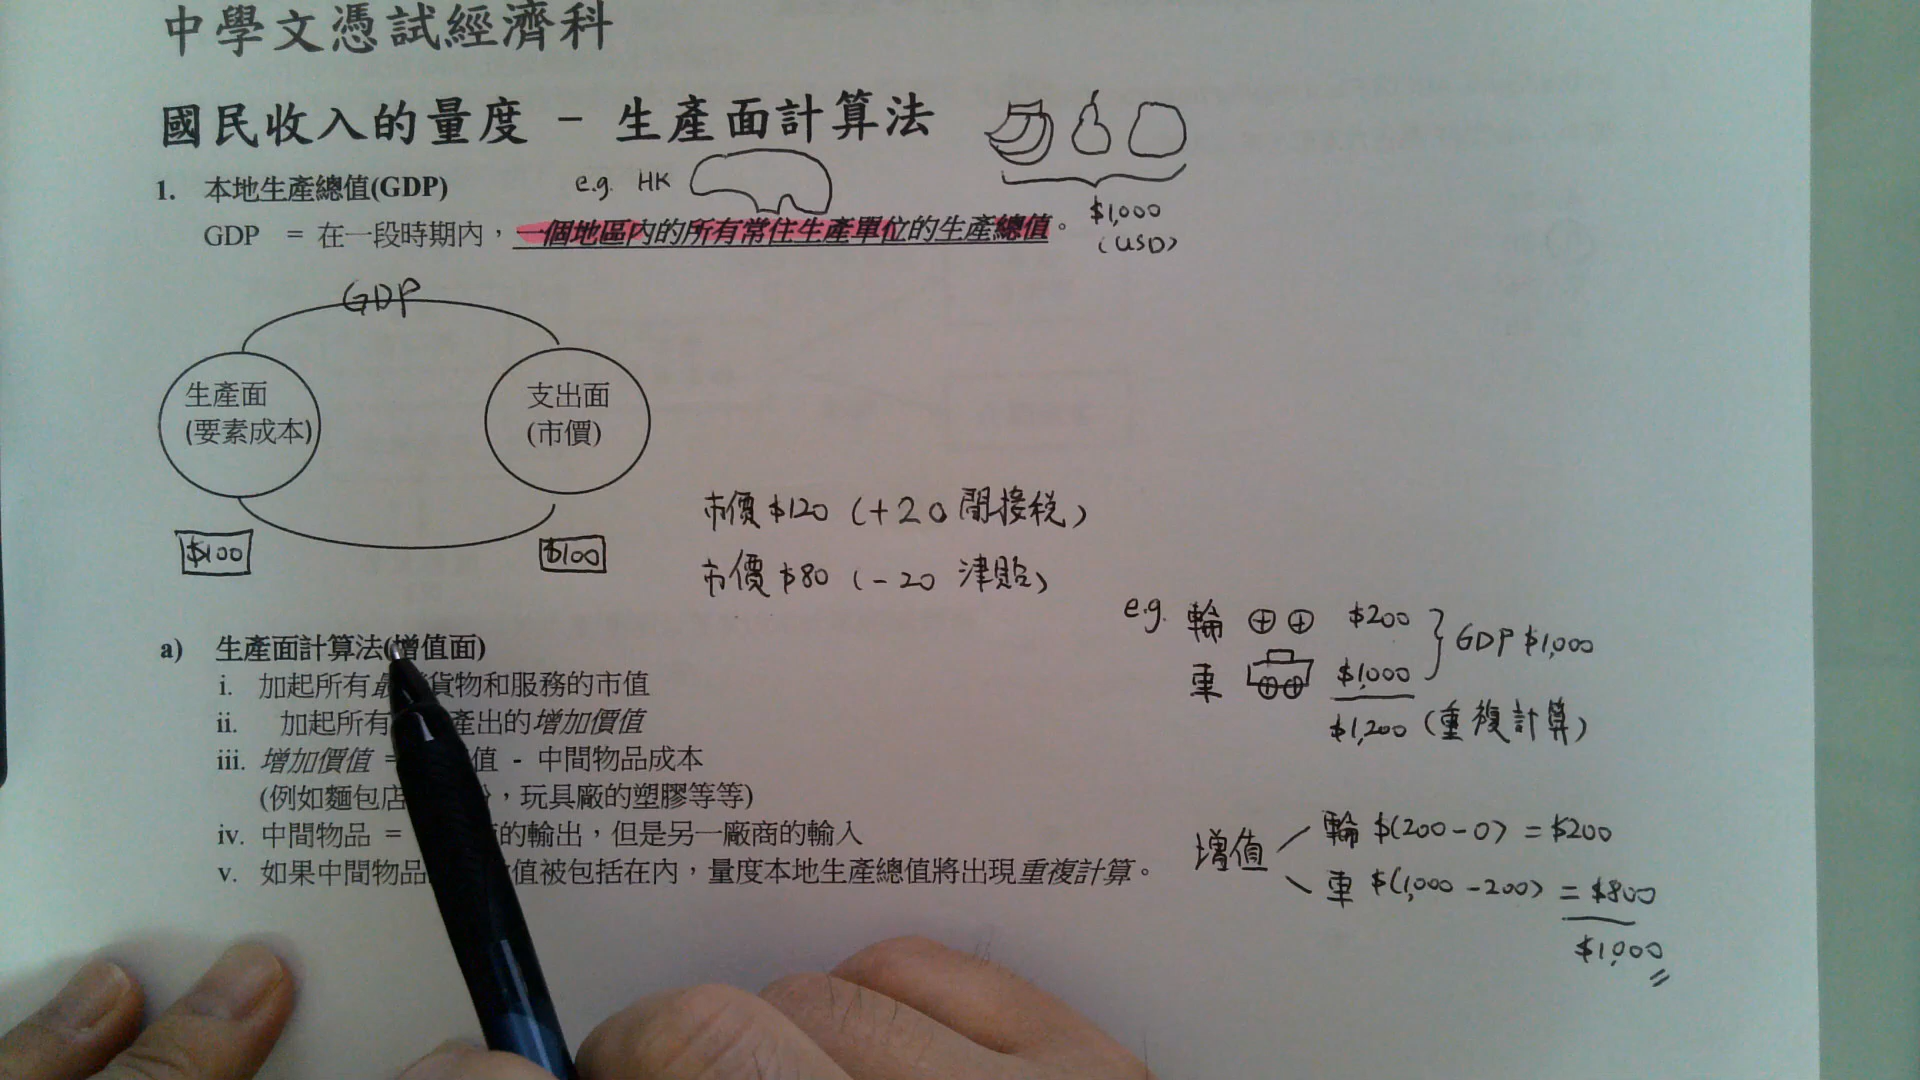 中學文憑試經濟科
國民收入的量度 – 生產面計算法
1. 本地生產總值(GDP)
e.g. HK
$1,000
(USD)
GDP = 在一段時期內，一個地區內的所有常住生產單位的生產總值。
GDP
生產面
(要素成本)
支出面
(市價)
$100
$100
市價 $120 (+20 間接稅)
市價 $80 (-20 津貼)
e.g. 輪 $200
車 $1,000
GDP $1,000
$1,200 (重複計算)
a) 生產面計算法(增值面)
i. 加起所有 貨物和服務的市值
ii. 加起所有 產出的增加價值
iii. 增加價值 = 值 - 中間物品成本
(例如麵包店 ，玩具廠的塑膠等等)
iv. 中間物品 = 的輸出，但是另一廠商的輸入
v. 如果中間物品 值被包括在內，量度本地生產總值將出現重複計算。
增值
輪 $(200-0) = $200
車 $(1,000-200) = $800
$1,000